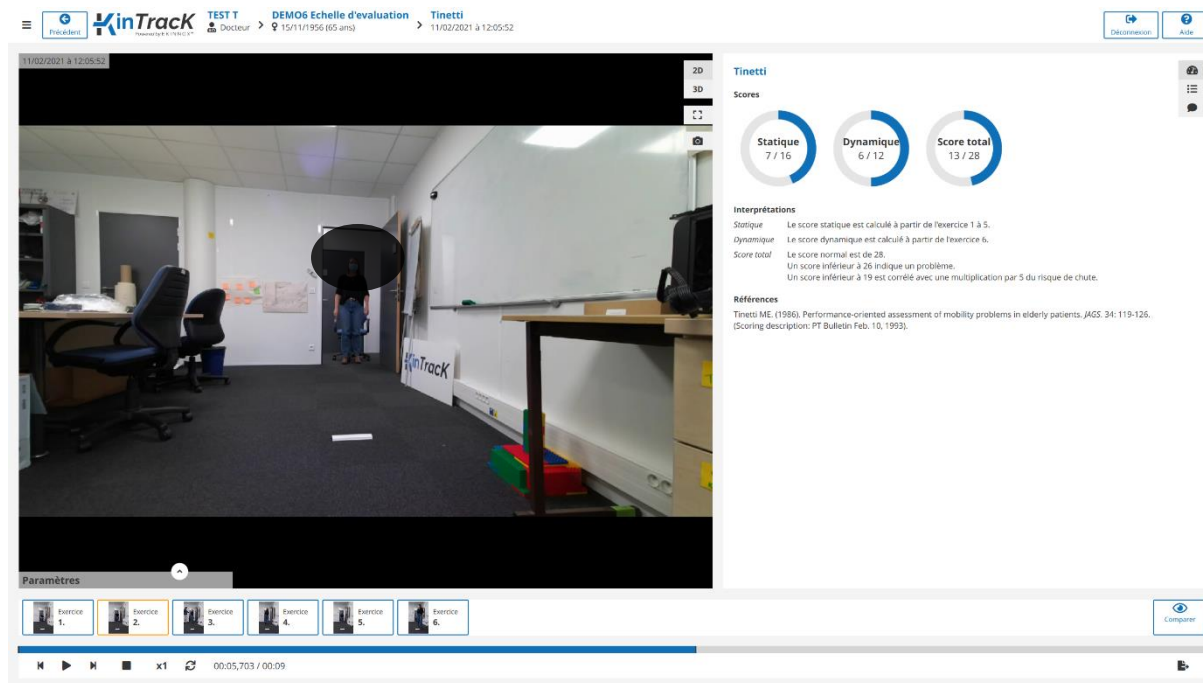 Précédent
KinTracK
Powered by KINNEX
TEST T
Docteur
DEMO6 Echelle d'evaluation
15/11/1956 (65 ans)
Tinetti
11/02/2021 à 12:05:52
Déconnexion
Aide
11/02/2021 à 12:05:52
2D
3D
KinTracK
Paramètres
Tinetti
Scores
Statique
7 / 16
Dynamique
6 / 12
Score total
13 / 28
Interprétations
Statique Le score statique est calculé à partir de l'exercice 1 à 5.
Dynamique Le score dynamique est calculé à partir de l'exercice 6.
Score total Le score normal est de 28.
Un score inférieur à 26 indique un problème.
Un score inférieur à 19 est corrélé avec une multiplication par 5 du risque de chute.
Références
Tinetti ME. (1986). Performance-oriented assessment of mobility problems in elderly patients. JAGS. 34: 119-126.
(Scoring description: PT Bulletin Feb. 10, 1993).
Exercice
1.
Exercice
2.
Exercice
3.
Exercice
4.
Exercice
5.
Exercice
6.
Comparer
x1
00:05,703 / 00:09